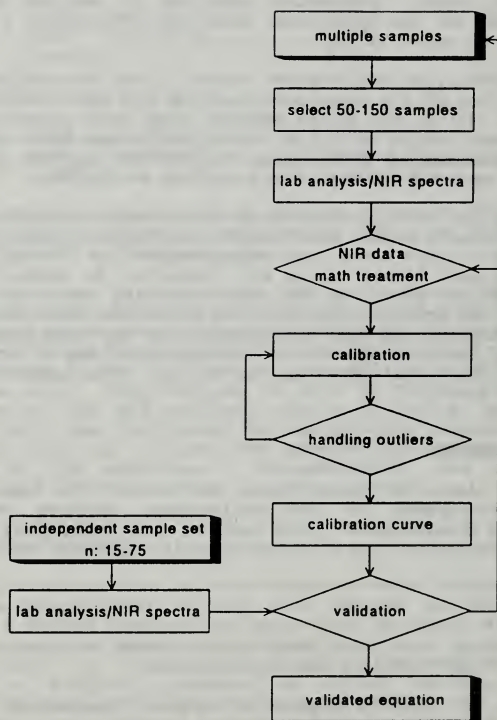 multiple samples
select 50-150 samples
lab analysis/NIR spectra
NIR data
math treatment
calibration
handling outliers
calibration curve
independent sample set
n: 15-75
lab analysis/NIR spectra
validation
validated equation